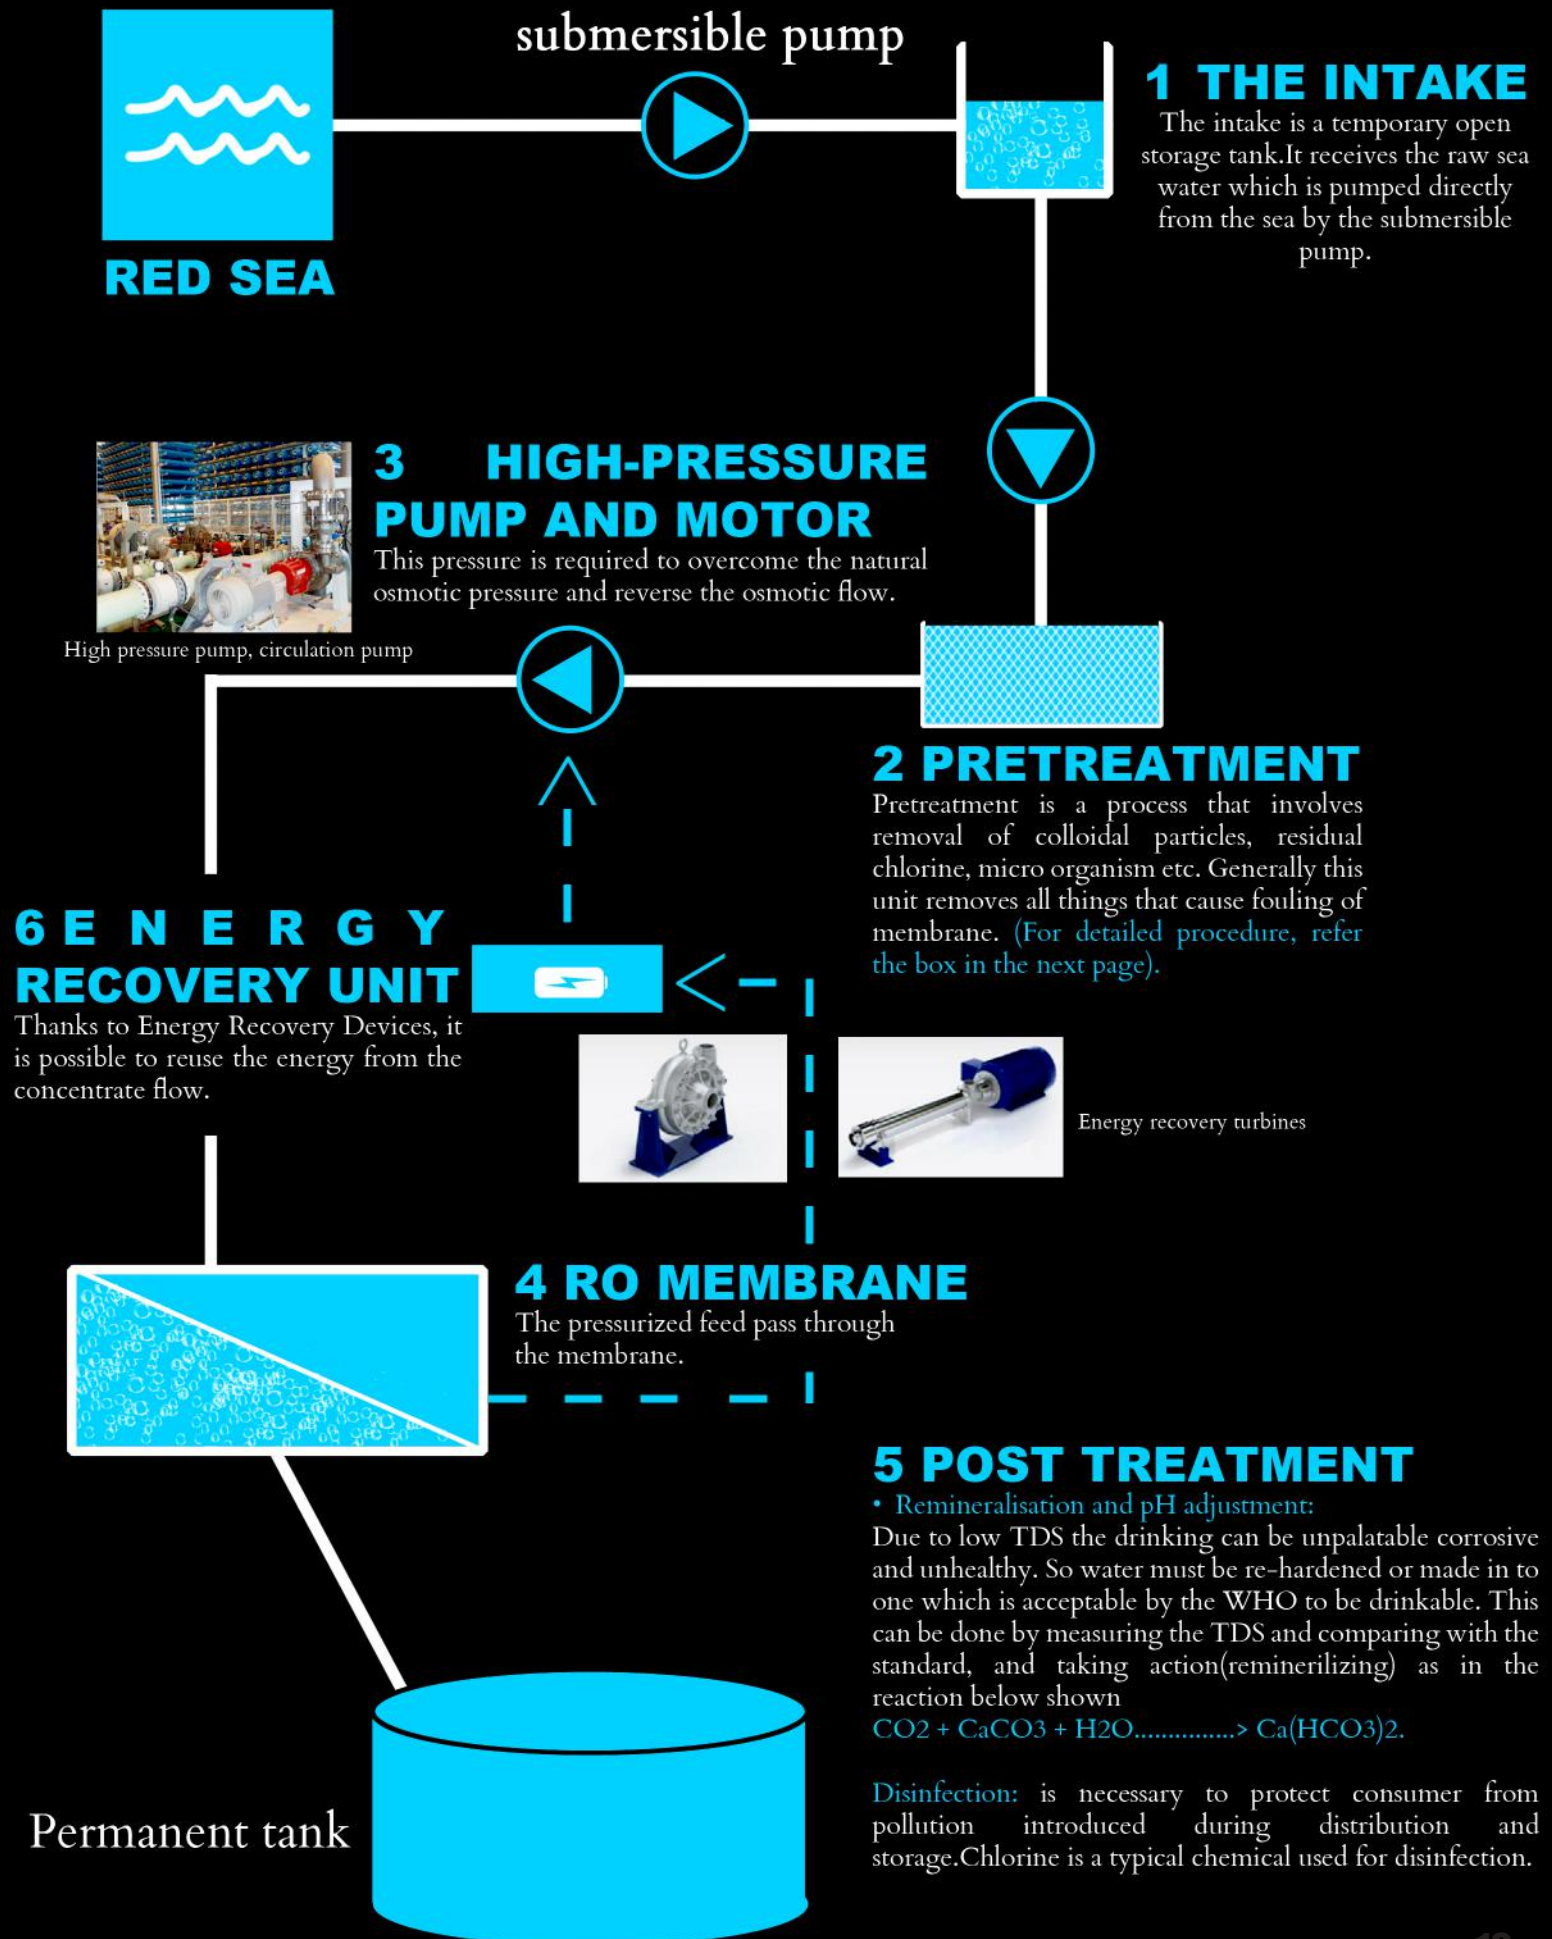 submersible pump
RED SEA
1 THE INTAKE
The intake is a temporary open
storage tank.It receives the raw sea
water which is pumped directly
from the sea by the submersible
pump.
3 HIGH-PRESSURE
PUMP AND MOTOR
This pressure is required to overcome the natural
osmotic pressure and reverse the osmotic flow.
High pressure pump, circulation pump
2 PRETREATMENT
Pretreatment is a process that involves
removal of colloidal particles, residual
chlorine, micro organism etc. Generally this
unit removes all things that cause fouling of
membrane. (For detailed procedure, refer
the box in the next page).
6 E N E R G Y
RECOVERY UNIT
Thanks to Energy Recovery Devices, it
is possible to reuse the energy from the
concentrate flow.
Energy recovery turbines
4 RO MEMBRANE
The pressurized feed pass through
the membrane.
5 POST TREATMENT
• Remineralisation and pH adjustment:
Due to low TDS the drinking can be unpalatable corrosive
and unhealthy. So water must be re-hardened or made in to
one which is acceptable by the WHO to be drinkable. This
can be done by measuring the TDS and comparing with the
standard, and taking action(reminerilizing) as in the
reaction below shown
CO2 + CaCO3 + H2O...............> Ca(HCO3)2.
Disinfection: is necessary to protect consumer from
pollution introduced during distribution and
storage.Chlorine is a typical chemical used for disinfection.
Permanent tank